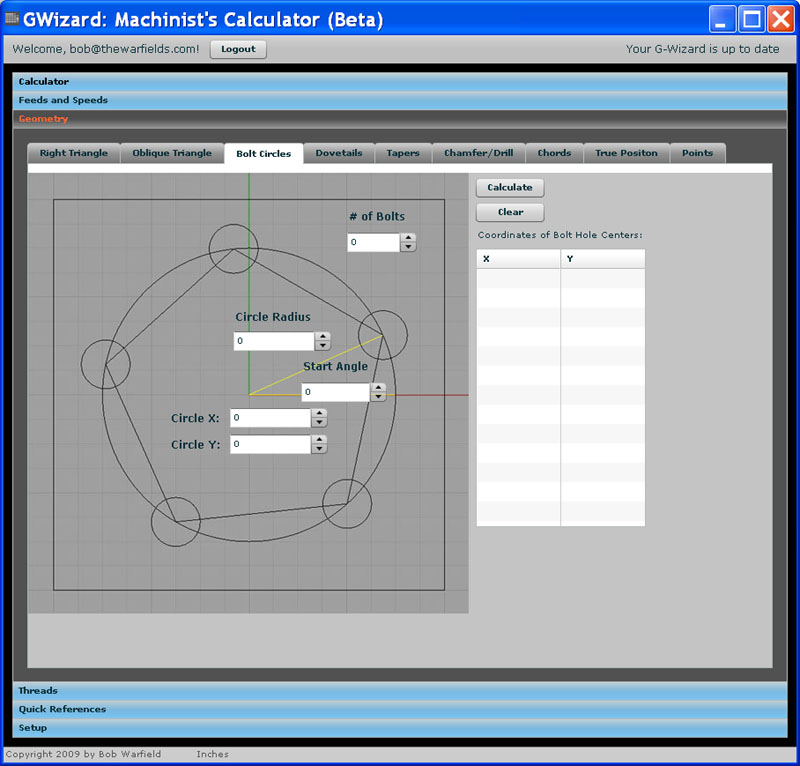 GWizard: Machinist's Calculator (Beta)
Welcome, bob@thewarfields.com! Logout Your G-Wizard is up to date
Calculator
Feeds and Speeds
Geometry
Right Triangle Oblique Triangle Bolt Circles Dovetails Tapers Chamfer/Drill Chords True Positon Points
Calculate
# of Bolts
0
Clear
Coordinates of Bolt Hole Centers:
X Y
Circle Radius
0
Start Angle
0
Circle X: 0
Circle Y: 0
Threads
Quick References
Setup
Copyright 2009 by Bob Warfield Inches